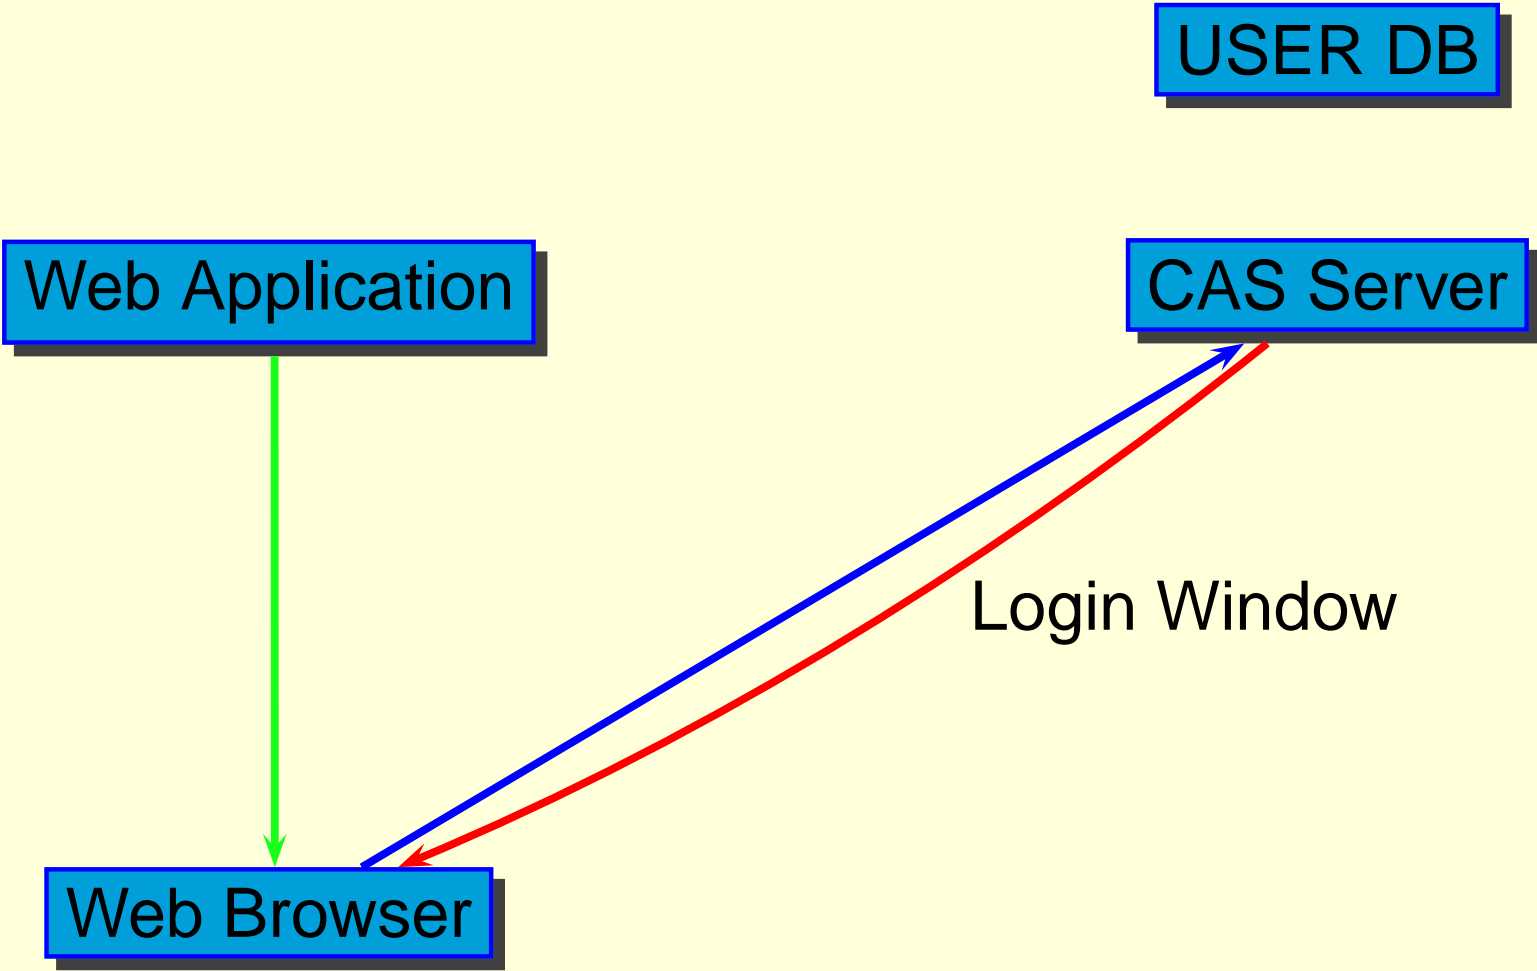 USER DB
Web Application
CAS Server
Login Window
Web Browser